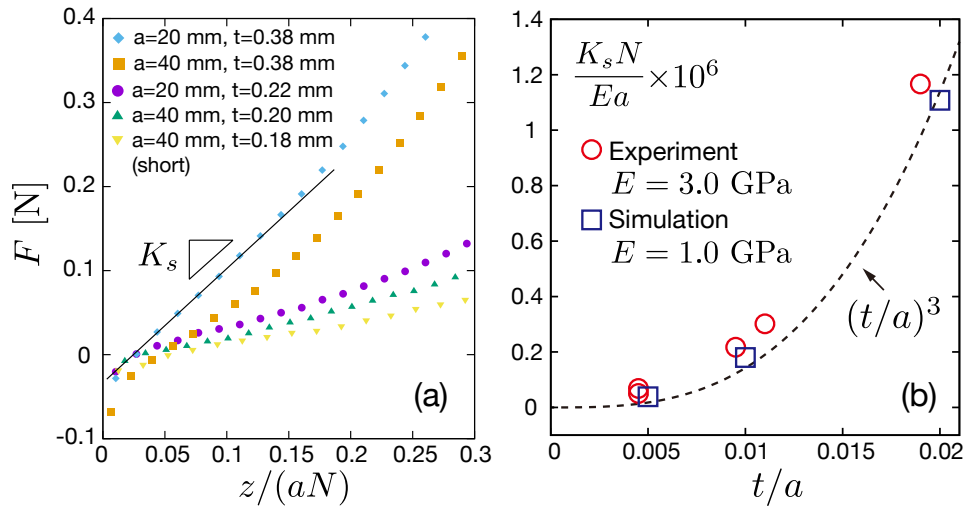 0.4
0.3
0.2
0.1
0
-0.1
F [N]
a=20 mm, t=0.38 mm
a=40 mm, t=0.38 mm
a=20 mm, t=0.22 mm
a=40 mm, t=0.20 mm
a=40 mm, t=0.18 mm
(short)
K_s
(a)
0 0.05 0.1 0.15 0.2 0.25 0.3
z/(aN)
1.2
1
0.8
0.6
0.4
0.2
0
K_s N
/ Ea ×10^6
Experiment
E = 3.0 GPa
Simulation
E = 1.0 GPa
(t/a)^3
(b)
0 0.005 0.01 0.015 0.02
t/a